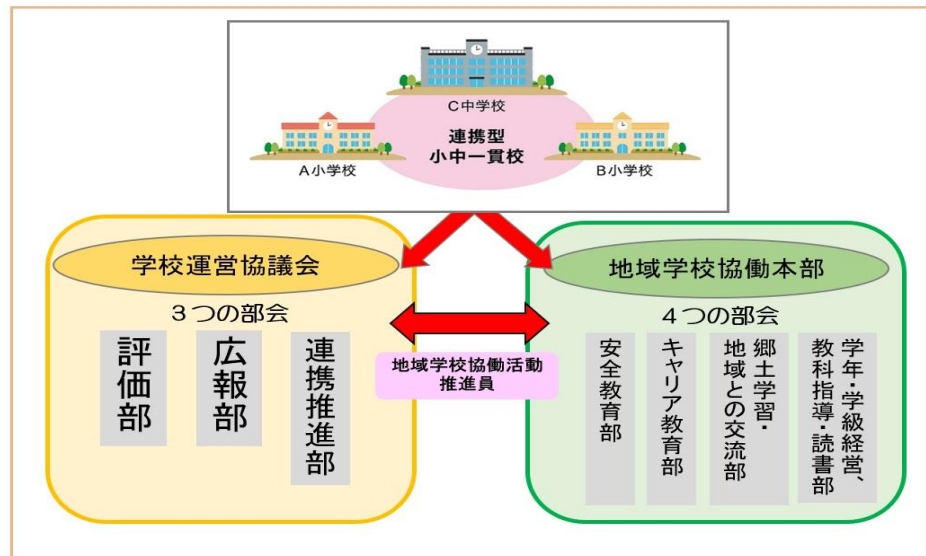 C中学校
連携型
小中一貫校
A小学校
B小学校
学校運営協議会
3つの部会
評価部
広報部
連携推進部
地域学校協働活動
推進員
地域学校協働本部
4つの部会
安全教育部
キャリア教育部
郷土学習・
地域との交流部
学年・学級経営、
教科指導・読書部